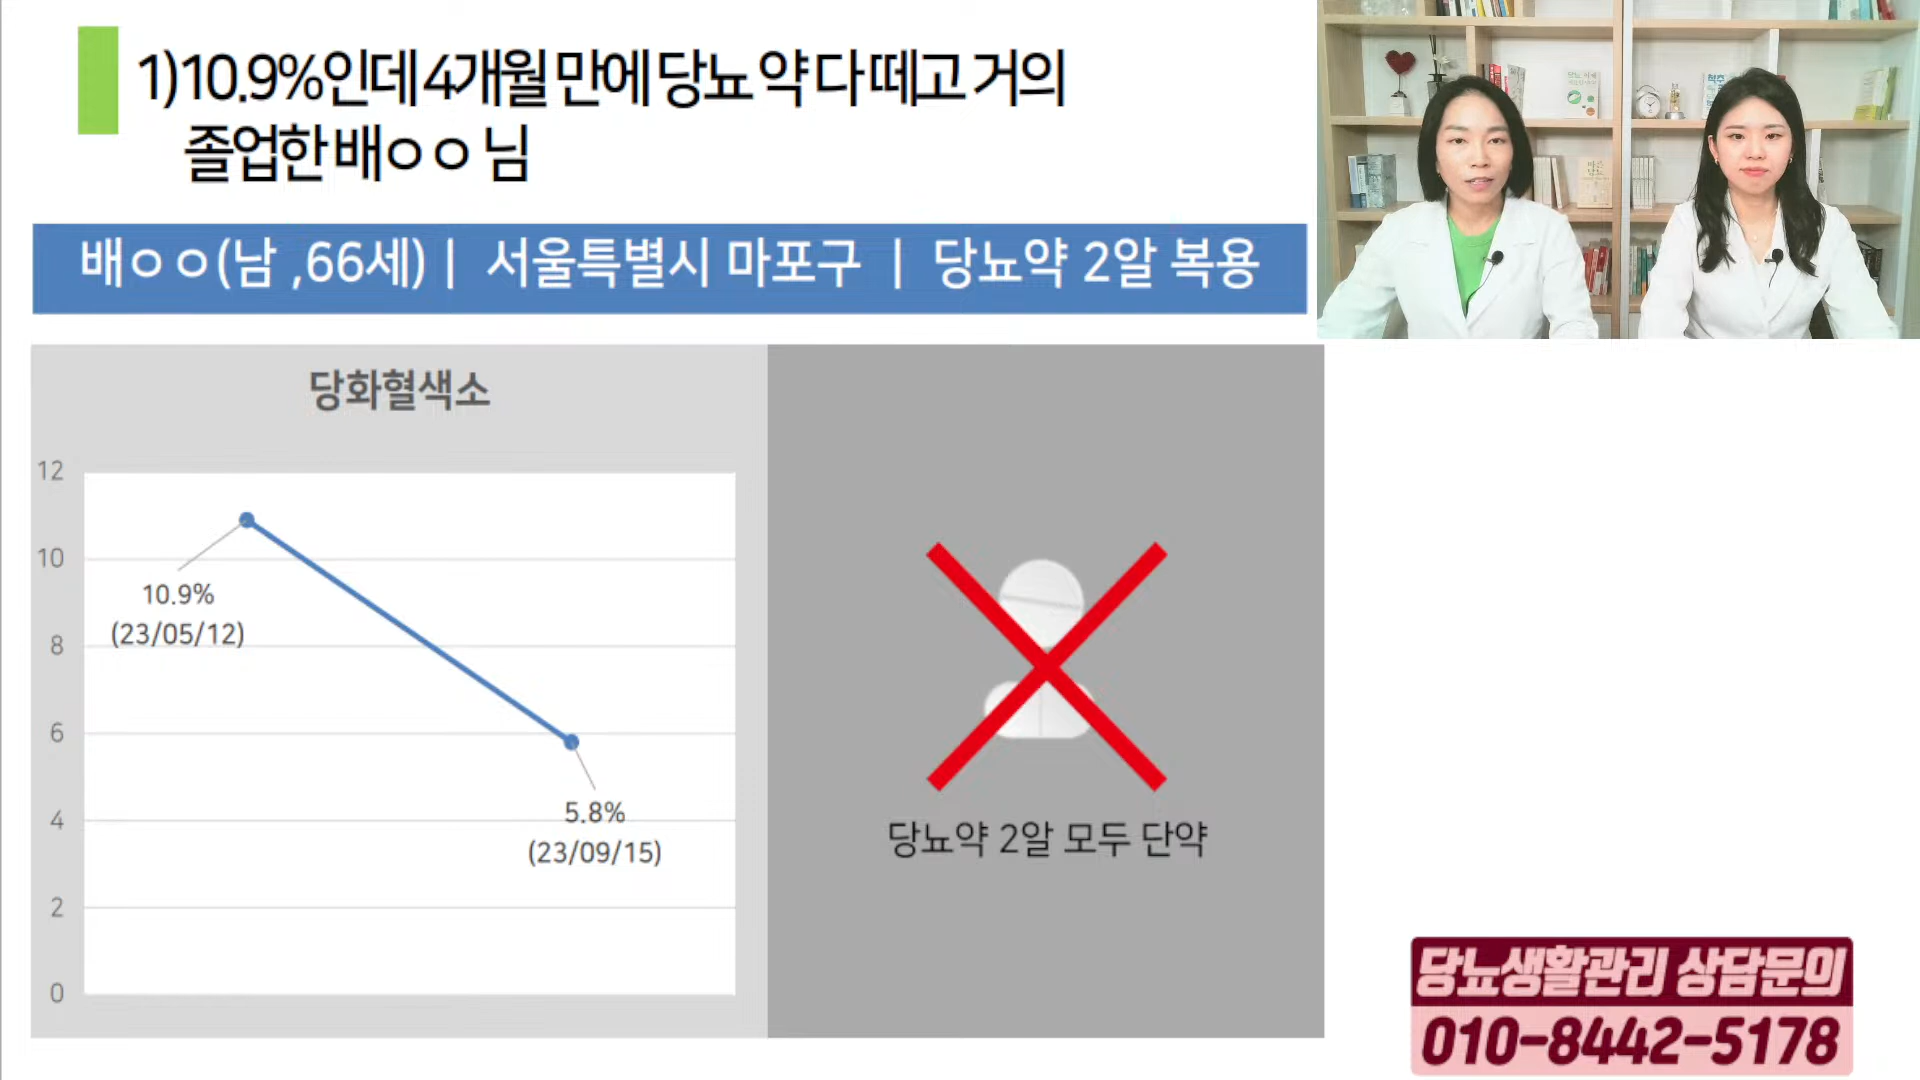 1)10.9%인데 4개월 만에 당뇨 약 다 떼고 거의
졸업한 배ㅇㅇ 님
배ㅇㅇ(남 ,66세) | 서울특별시 마포구 | 당뇨약 2알 복용
당화혈색소
12
10
8
6
4
2
0
10.9%
(23/05/12)
5.8%
(23/09/15)
당뇨약 2알 모두 단약
당뇨생활관리 상담문의
010-8442-5178